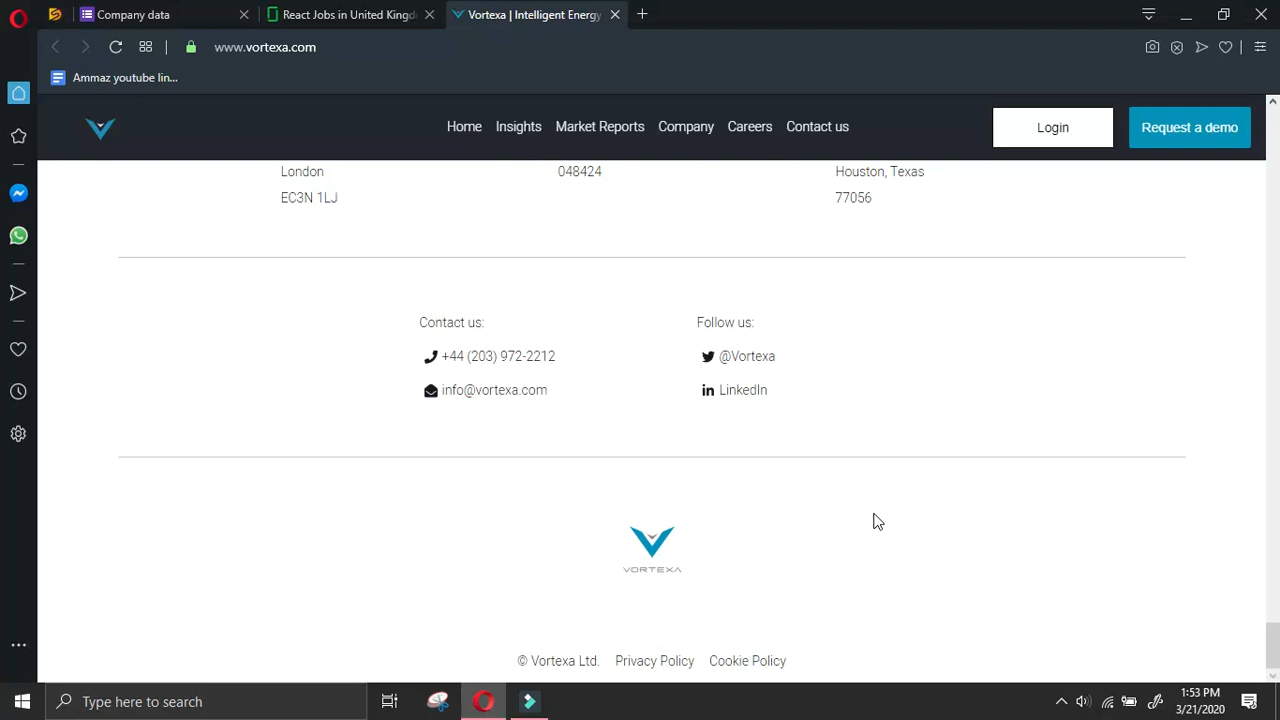 Company data
React Jobs in United Kingd
Vortexa | Intelligent Energy
www.vortexa.com
Ammaz youtube lin...
Home Insights Market Reports Company Careers Contact us
Login
Request a demo
London 048424 Houston, Texas
EC3N 1LJ 77056
Contact us: Follow us:
+44 (203) 972-2212 @Vortexa
info@vortexa.com LinkedIn
VORTEXA
© Vortexa Ltd. Privacy Policy Cookie Policy
Type here to search
1:53 PM
3/21/2020